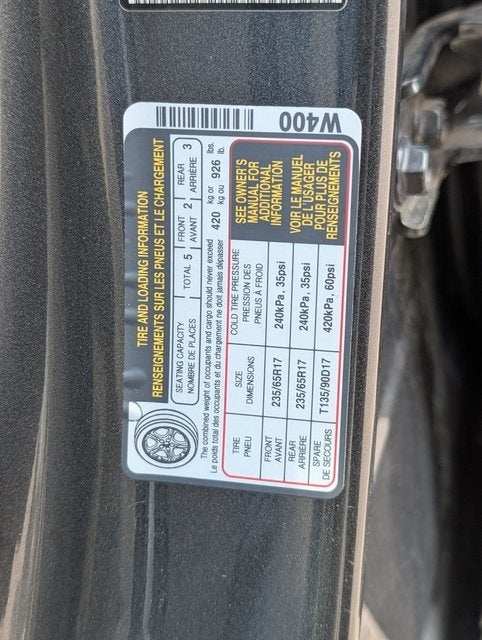 TIRE AND LOADING INFORMATION
RENSEIGNEMENTS SUR LES PNEUS ET LE CHARGEMENT
SEATING CAPACITY TOTAL 5 FRONT 2 REAR 3
NOMBRE DE PLACES AVANT ARRIÈRE
The combined weight of occupants and cargo should never exceed 420 kg or 926 lbs.
Le poids total des occupants et du chargement ne doit jamais dépasser kg ou lb.
TIRE SIZE COLD TIRE PRESSURE
PNEU DIMENSIONS PRESSION DES
PNEUS À FROID
FRONT 235/65R17 240kPa, 35psi
AVANT
REAR 235/65R17 240kPa, 35psi
ARRIÈRE
SPARE T135/90D17 420kPa, 60psi
DE SECOURS
SEE OWNER'S
MANUAL FOR
ADDITIONAL
INFORMATION
VOIR LE MANUEL
DE L'USAGER
POUR PLUS DE
RENSEIGNEMENTS
W400